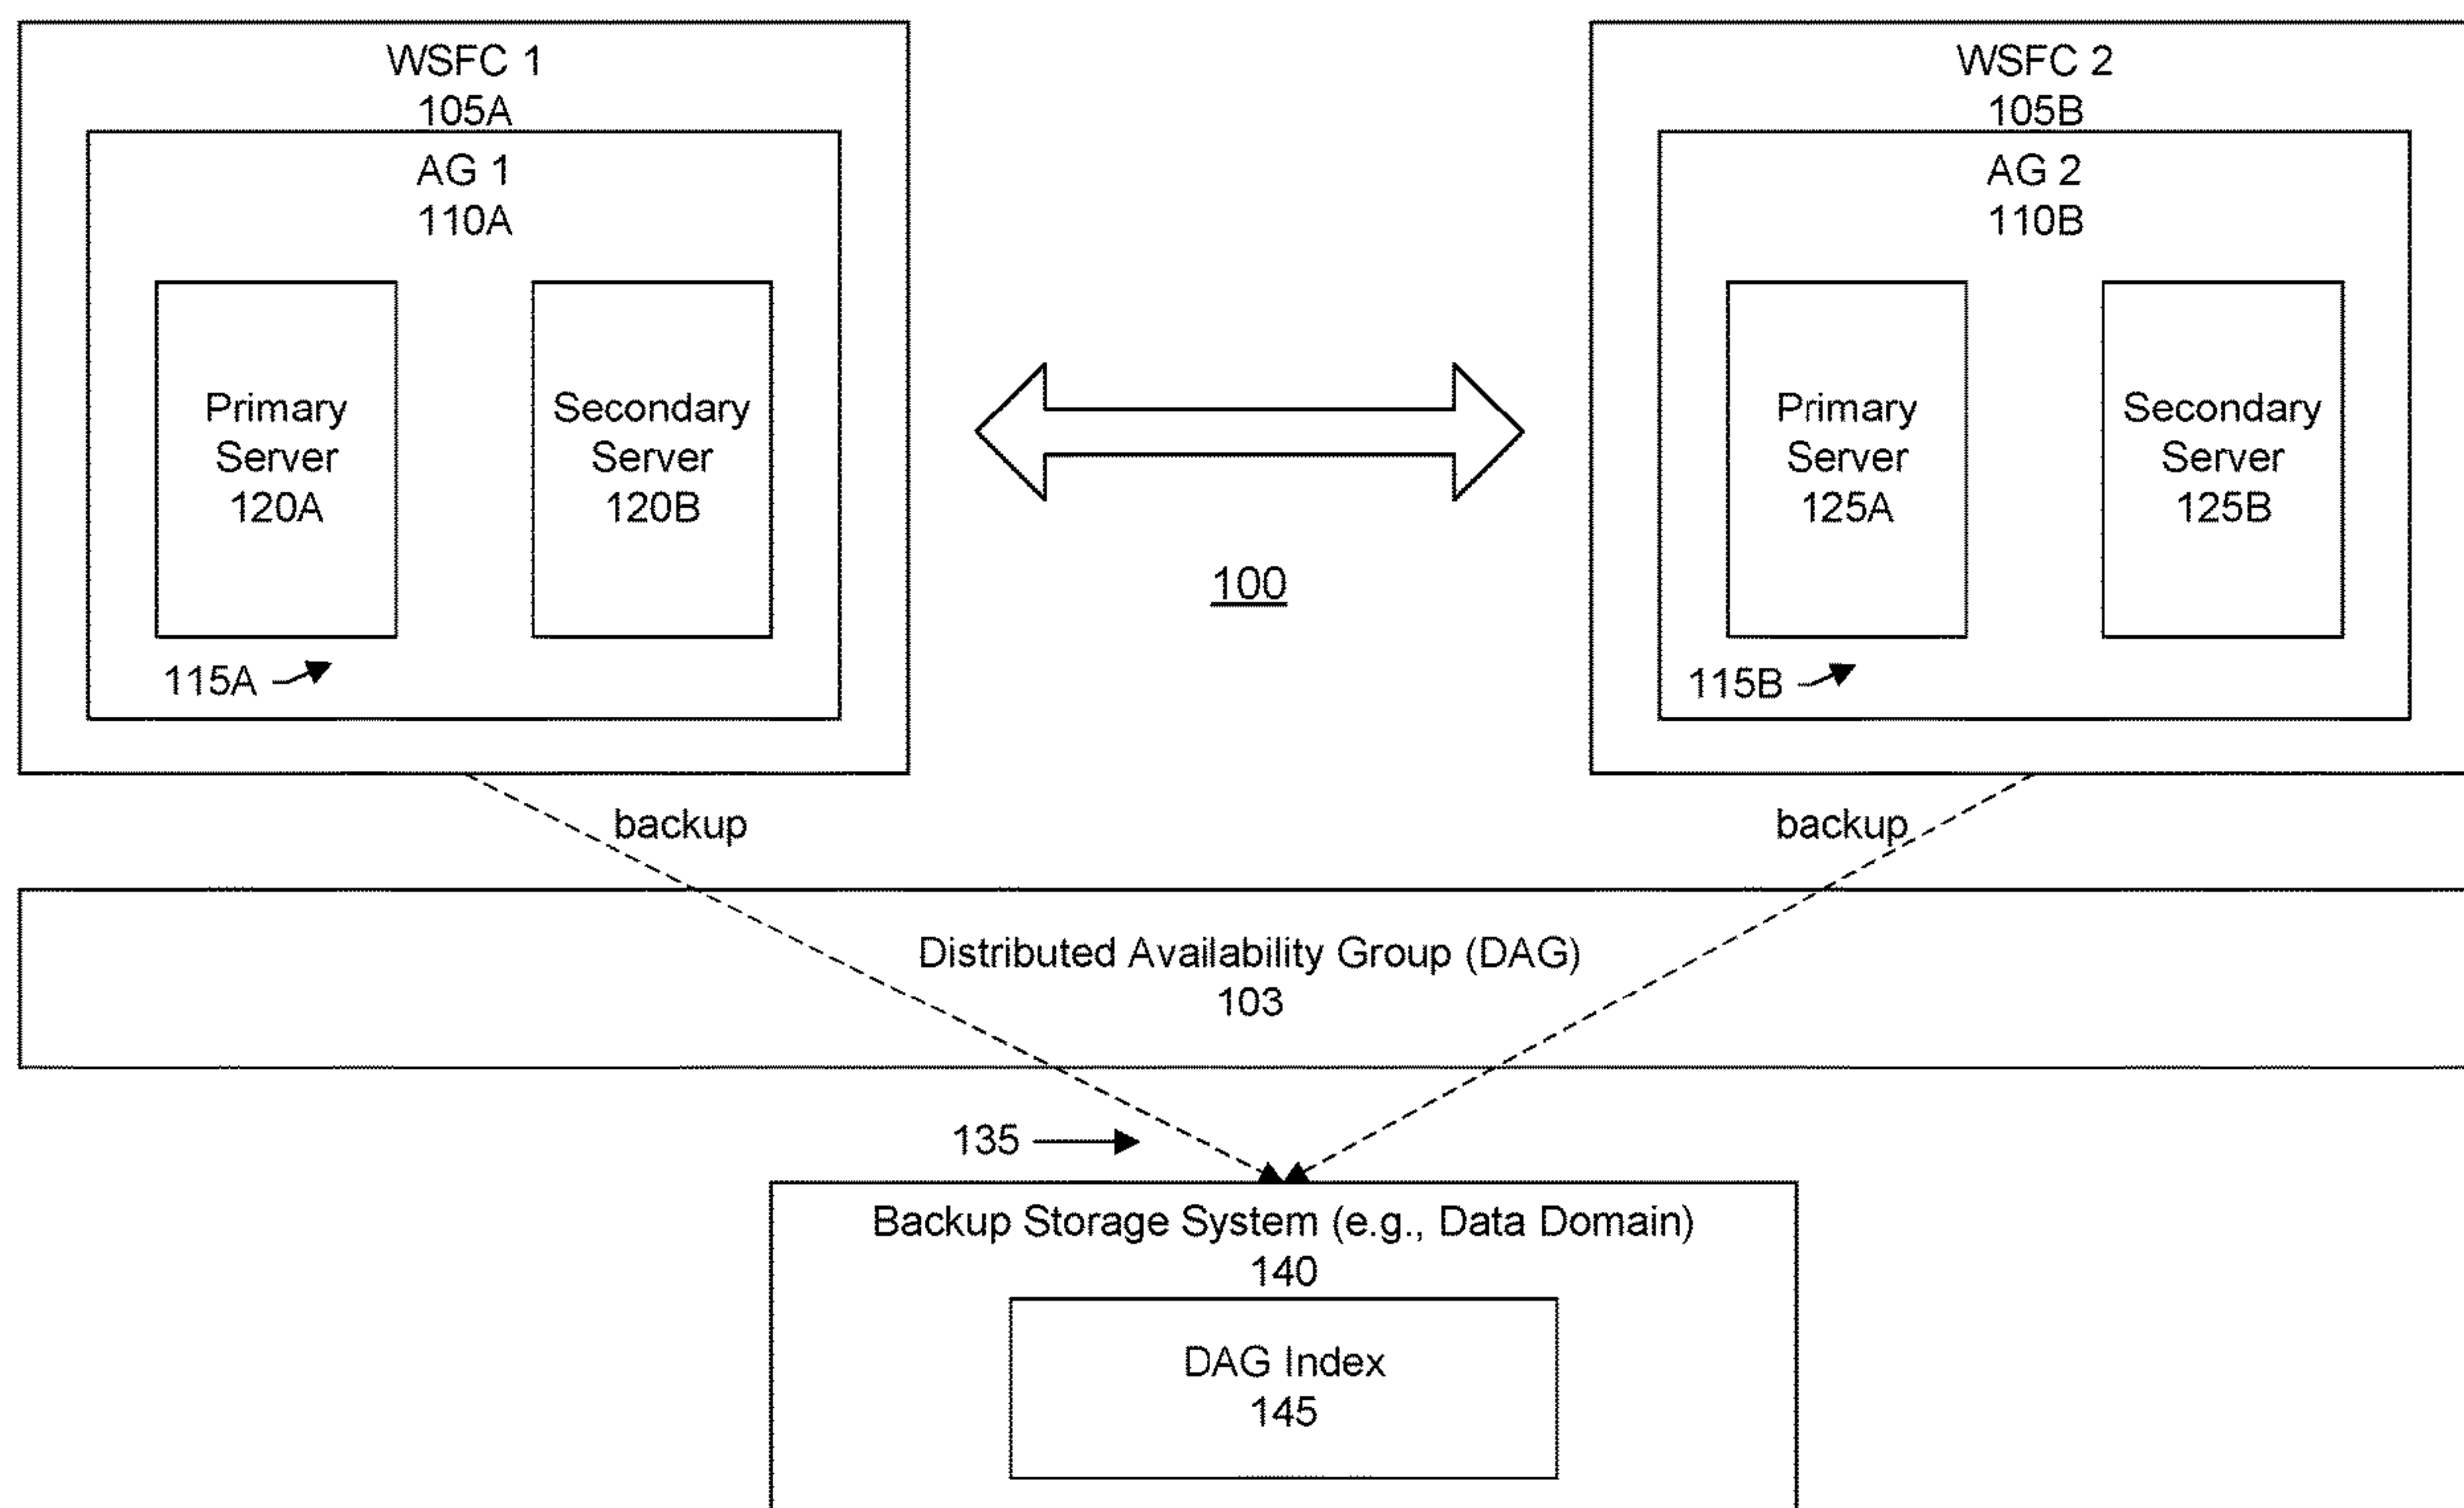 WSFC 1
105A
AG 1
110A
Primary
Server
120A
Secondary
Server
120B
115A
100
WSFC 2
105B
AG 2
110B
Primary
Server
125A
Secondary
Server
125B
115B
backup
backup
Distributed Availability Group (DAG)
103
135
Backup Storage System (e.g., Data Domain)
140
DAG Index
145